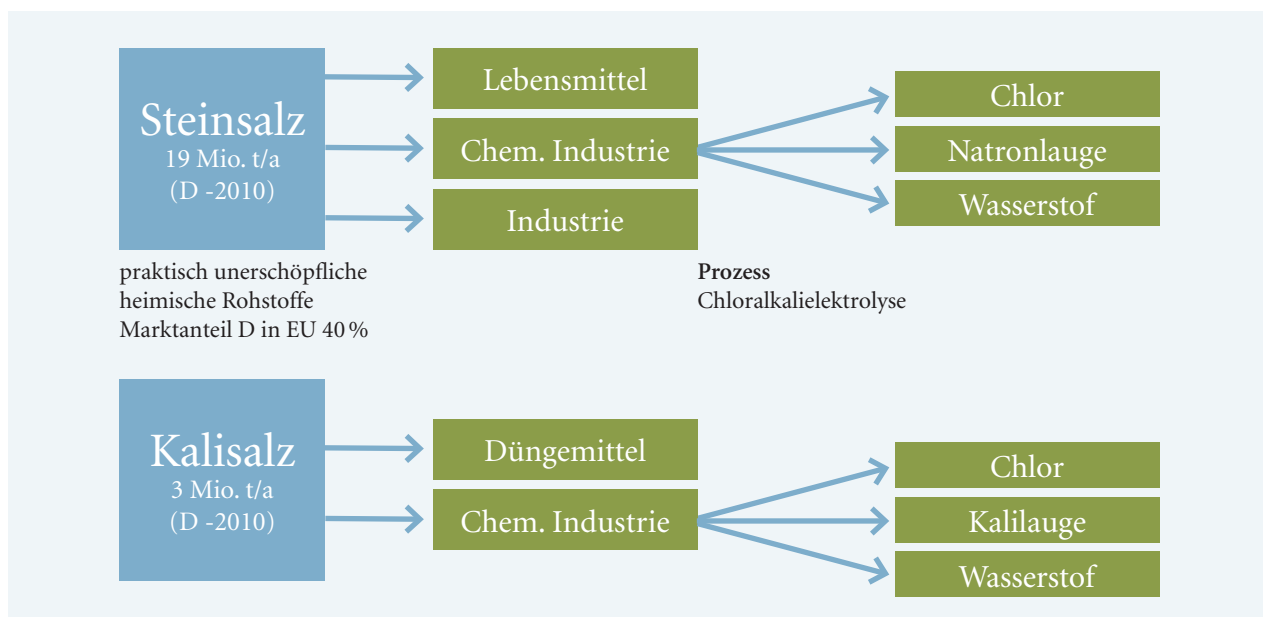 Steinsalz
19 Mio. t/a
(D -2010)
Lebensmittel
Chem. Industrie
Industrie
Chlor
Natronlauge
Wasserstof
praktisch unerschöpfliche
heimische Rohstoffe
Marktanteil D in EU 40 %
Prozess
Chloralkalielektrolyse
Kalisalz
3 Mio. t/a
(D -2010)
Düngemittel
Chem. Industrie
Chlor
Kalilauge
Wasserstof